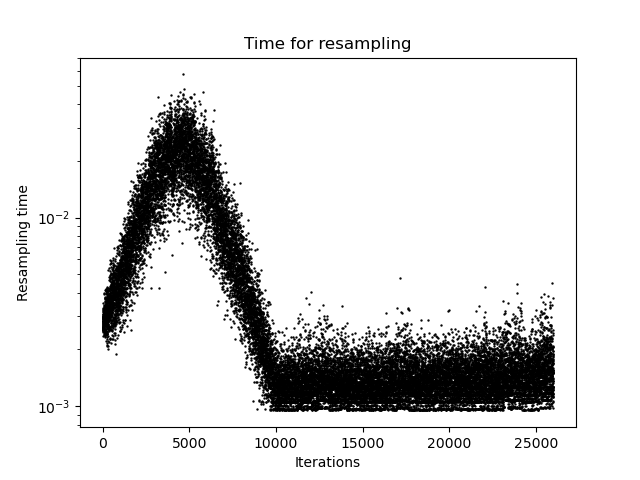 Time for resampling
Resampling time
10⁻²
10⁻³
0 5000 10000 15000 20000 25000
Iterations